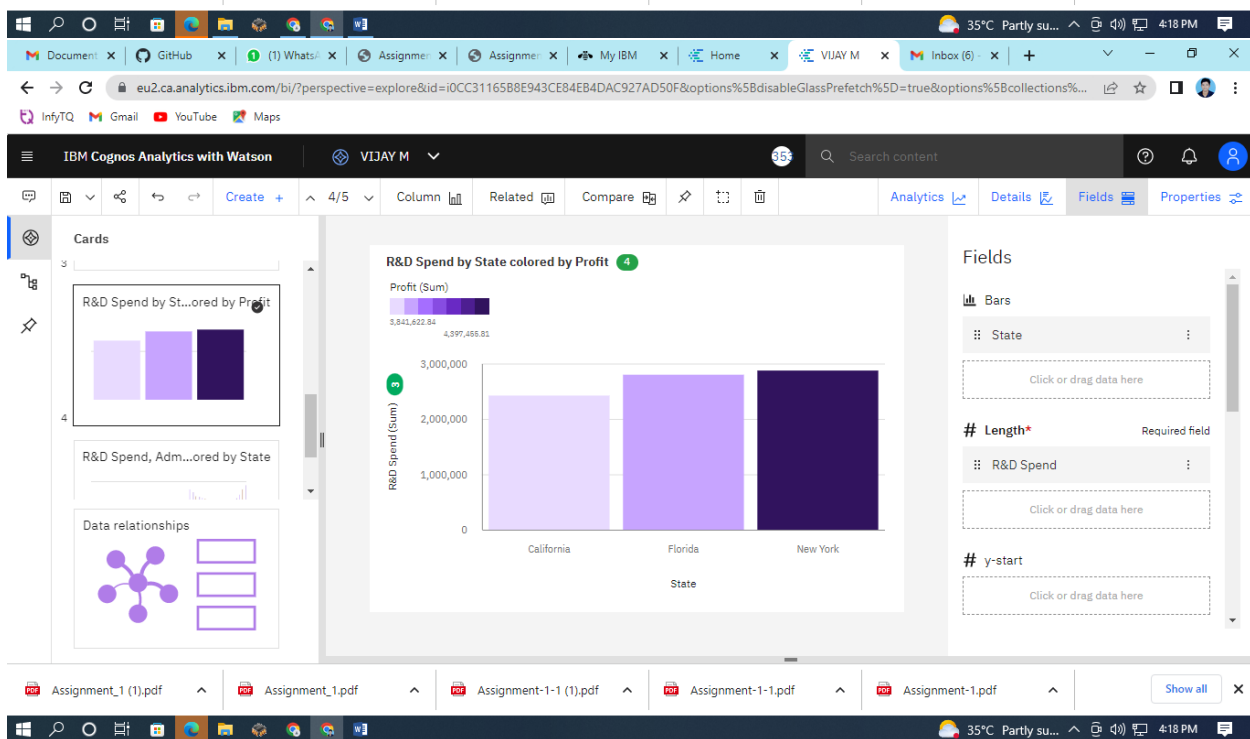 35°C Partly su... 4:18 PM
Document GitHub (1) WhatsA Assignmen Assignmen My IBM Home VIJAY M Inbox (6) -
eu2.ca.analytics.ibm.com/bi/?perspective=explore&id=i0CC31165B8E943CE84EB4DAC927AD50F&options%5BdisableGlassPrefetch%5D=true&options%5Bcollections%...
InfyTQ Gmail YouTube Maps
IBM Cognos Analytics with Watson VIJAY M 353 Search content
Create + 4/5 Column Related Compare Analytics Details Fields Properties
Cards
3
R&D Spend by St...ored by Profit
4
R&D Spend, Adm...ored by State
Data relationships
R&D Spend by State colored by Profit 4
Profit (Sum)
3,841,622.84
4,397,455.81
3
R&D Spend (Sum)
3,000,000
2,000,000
1,000,000
0
California Florida New York
State
Fields
Bars
State
Click or drag data here
# Length* Required field
R&D Spend
Click or drag data here
# y-start
Click or drag data here
Assignment_1 (1).pdf Assignment_1.pdf Assignment-1-1 (1).pdf Assignment-1-1.pdf Assignment-1.pdf Show all
35°C Partly su... 4:18 PM